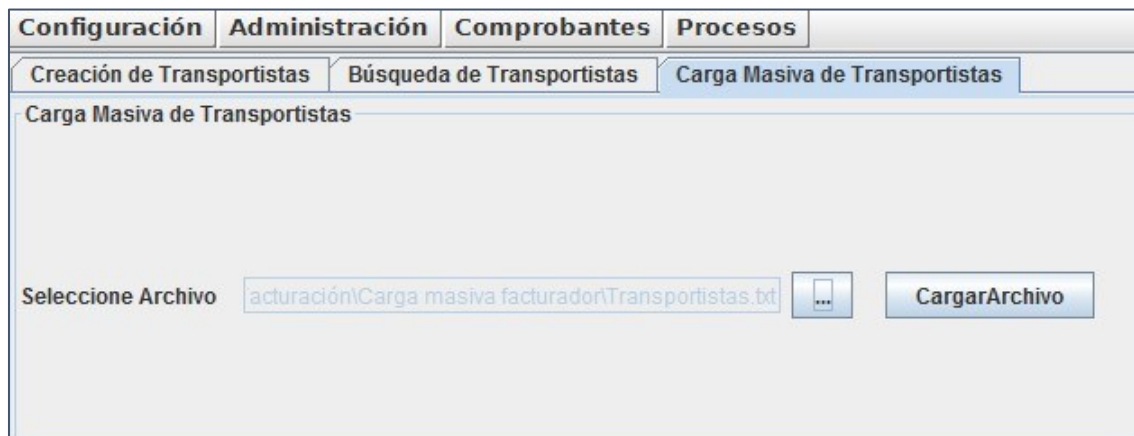 Configuración Administración Comprobantes Procesos
Creación de Transportistas Búsqueda de Transportistas Carga Masiva de Transportistas
Carga Masiva de Transportistas
Seleccione Archivo acturación\Carga masiva facturador\Transportistas.txt ... CargarArchivo